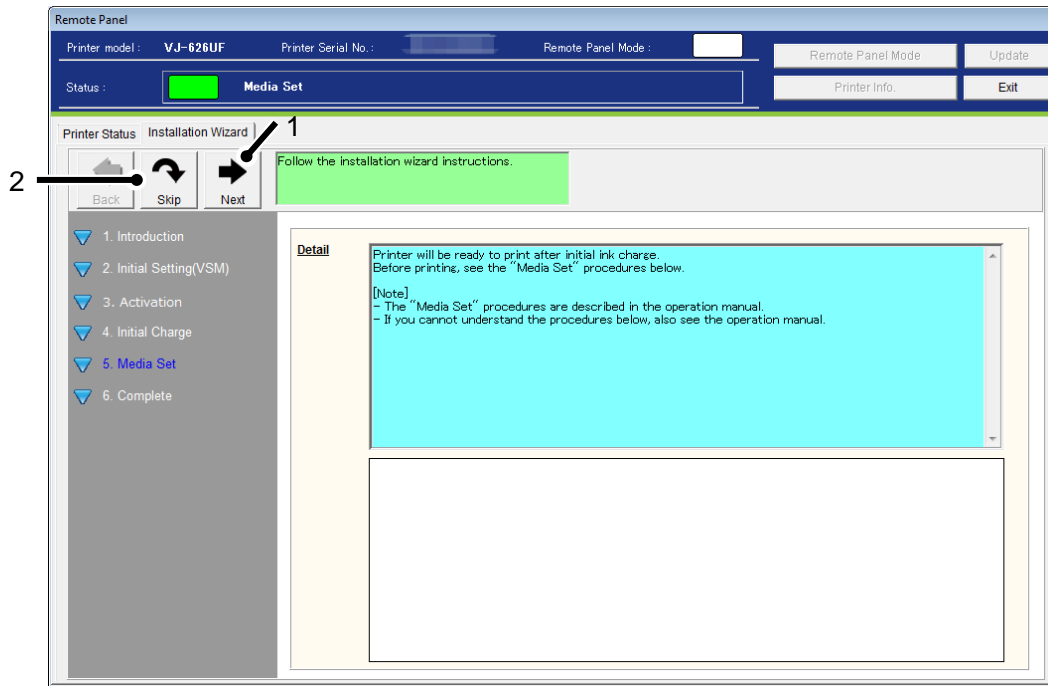 Remote Panel
Printer model : VJ-626UF Printer Serial No. : Remote Panel Mode :
Remote Panel Mode Update
Status : Media Set
Printer Info. Exit
Printer Status Installation Wizard 1
2
Back Skip Next
Follow the installation wizard instructions.
1. Introduction
2. Initial Setting(VSM)
3. Activation
4. Initial Charge
5. Media Set
6. Complete
Detail
Printer will be ready to print after initial ink charge.
Before printing, see the "Media Set" procedures below.
[Note]
- The "Media Set" procedures are described in the operation manual.
- If you cannot understand the procedures below, also see the operation manual.